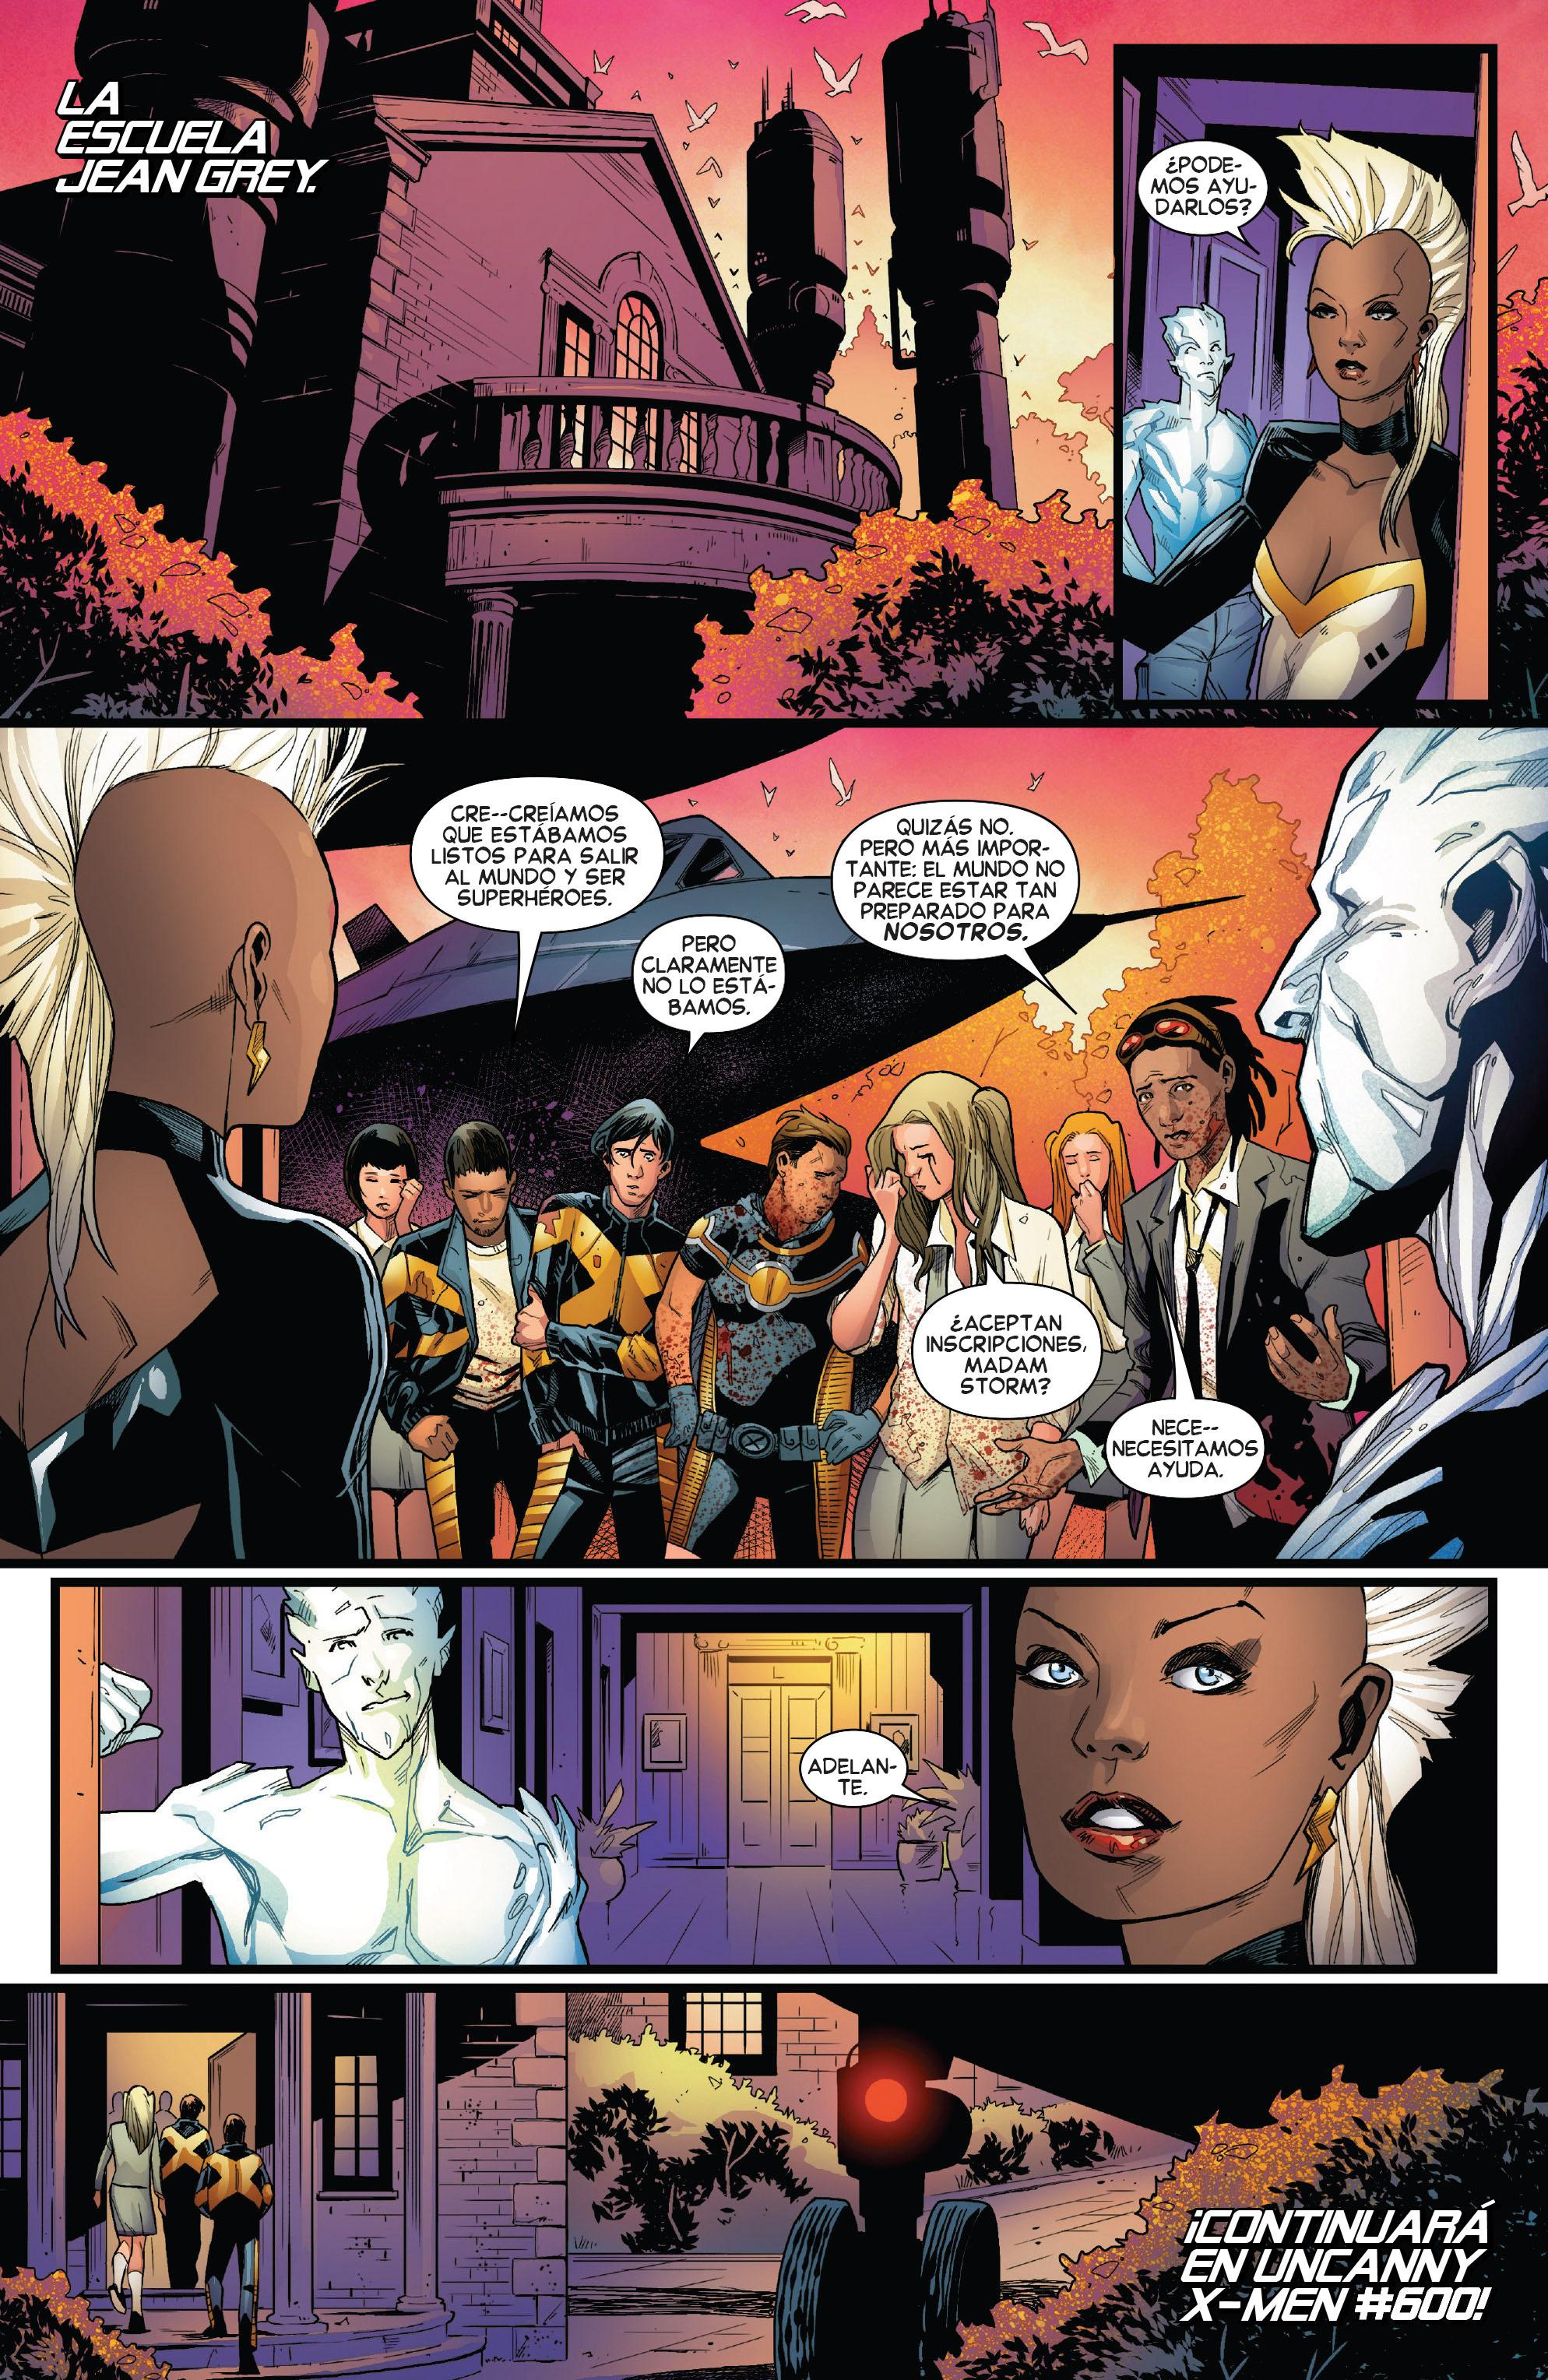 LA
ESCUELA
JEAN GREY.
¿PODE-
MOS AYU-
DARLOS?
CRE--CREÍAMOS
QUE ESTÁBAMOS
LISTOS PARA SALIR
AL MUNDO Y SER
SUPERHÉROES.
PERO
CLARAMENTE
NO LO ESTÁ-
BAMOS.
QUIZÁS NO.
PERO MÁS IMPOR-
TANTE: EL MUNDO NO
PARECE ESTAR TAN
PREPARADO PARA
NOSOTROS.
¿ACEPTAN
INSCRIPCIONES,
MADAM
STORM?
NECE--
NECESITAMOS
AYUDA.
ADELAN-
TE.
¡CONTINUARÁ
EN UNCANNY
X-MEN #600!